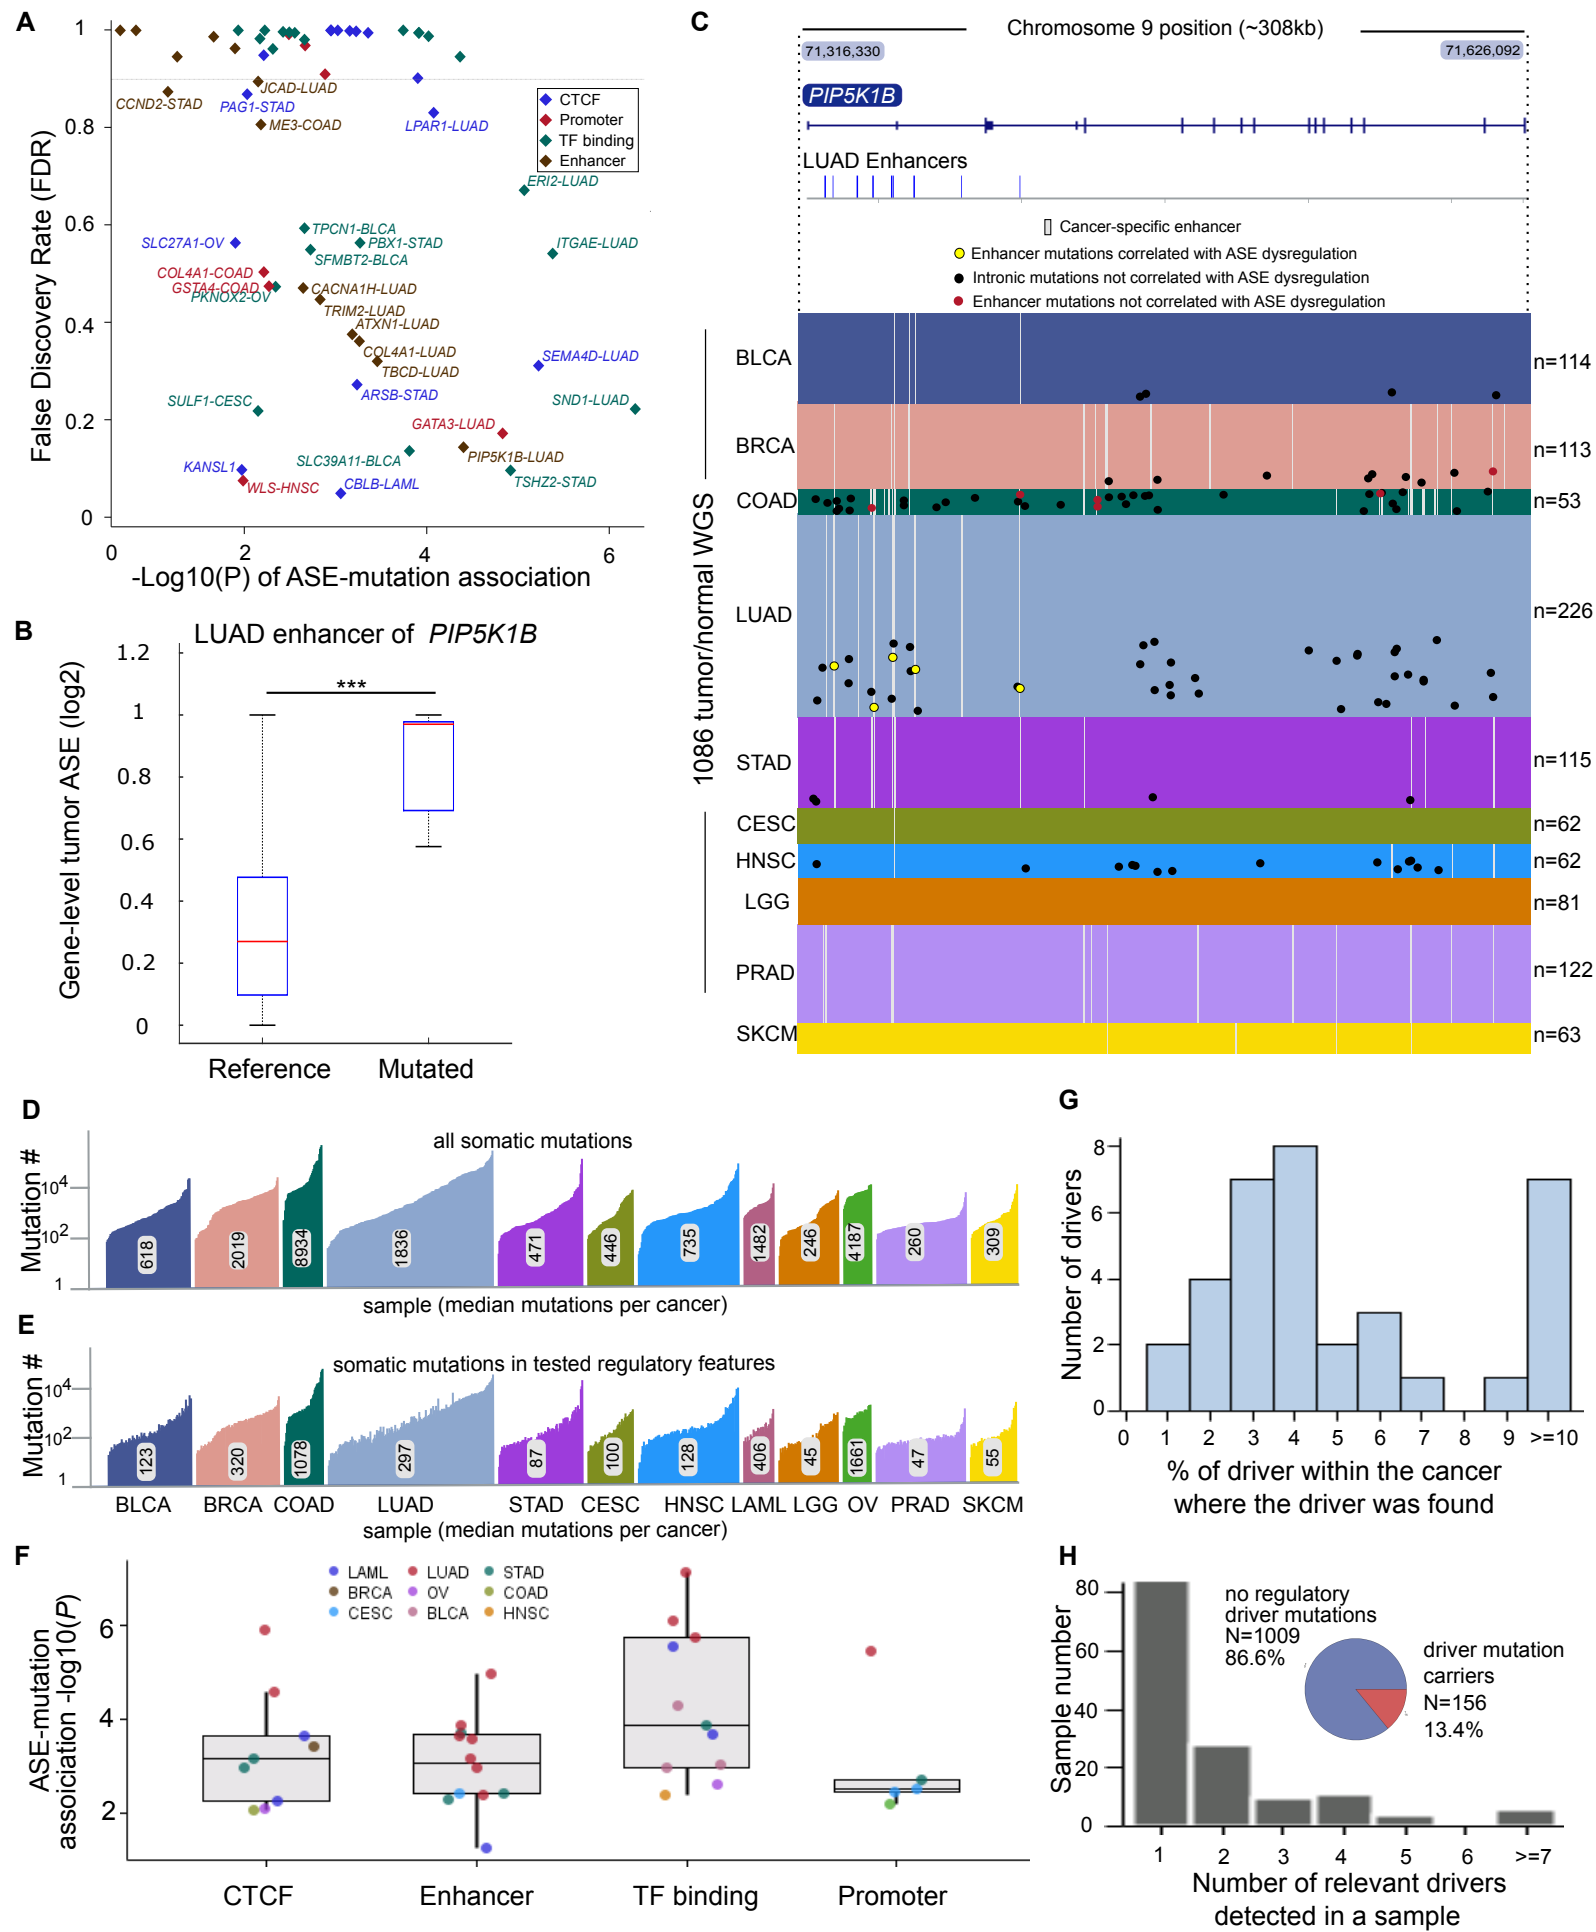 A
False Discovery Rate (FDR)
1
0.8
0.6
0.4
0.2
0
0
2
4
6
-Log10(P) of ASE-mutation association
CTCF
Promoter
TF binding
Enhancer
JCAD-LUAD
CCND2-STAD
PAG1-STAD
ME3-COAD
LPAR1-LUAD
ERI2-LUAD
TPCN1-BLCA
SLC27A1-OV
PBX1-STAD
ITGAE-LUAD
SFMBT2-BLCA
COL4A1-COAD
GSTA4-COAD
PKNOX2-OV
CACNA1H-LUAD
TRIM2-LUAD
ATXN1-LUAD
COL4A1-LUAD
SEMA4D-LUAD
TBCD-LUAD
ARSB-STAD
SULF1-CESC
SND1-LUAD
GATA3-LUAD
SLC39A11-BLCA
PIP5K1B-LUAD
KANSL1
TSHZ2-STAD
WLS-HNSC
CBLB-LAML
B
LUAD enhancer of PIP5K1B
Gene-level tumor ASE (log2)
1.2
1
0.8
0.6
0.4
0.2
0
***
Reference
Mutated
C
Chromosome 9 position (~308kb)
71,316,330
71,626,092
PIP5K1B
LUAD Enhancers
Cancer-specific enhancer
Enhancer mutations correlated with ASE dysregulation
Intronic mutations not correlated with ASE dysregulation
Enhancer mutations not correlated with ASE dysregulation
1086 tumor/normal WGS
BLCA
n=114
BRCA
n=113
COAD
n=53
LUAD
n=226
STAD
n=115
CESC
n=62
HNSC
n=62
LGG
n=81
PRAD
n=122
SKCM
n=63
D
all somatic mutations
Mutation #
10^4
10^2
1
618
2019
8934
1836
471
446
735
1482
246
4187
260
309
sample (median mutations per cancer)
E
somatic mutations in tested regulatory features
Mutation #
10^4
10^2
1
123
320
1078
297
87
100
128
406
45
1661
47
55
BLCA
BRCA
COAD
LUAD
STAD
CESC
HNSC
LAML
LGG
OV
PRAD
SKCM
sample (median mutations per cancer)
F
ASE-mutation
assoiciation -log10(P)
6
4
2
LAML
LUAD
STAD
BRCA
OV
COAD
CESC
BLCA
HNSC
CTCF
Enhancer
TF binding
Promoter
G
Number of drivers
8
6
4
2
0
0
1
2
3
4
5
6
7
8
9
>=10
% of driver within the cancer
where the driver was found
H
Sample number
80
60
40
20
0
no regulatory
driver mutations
N=1009
86.6%
driver mutation
carriers
N=156
13.4%
1
2
3
4
5
6
>=7
Number of relevant drivers
detected in a sample